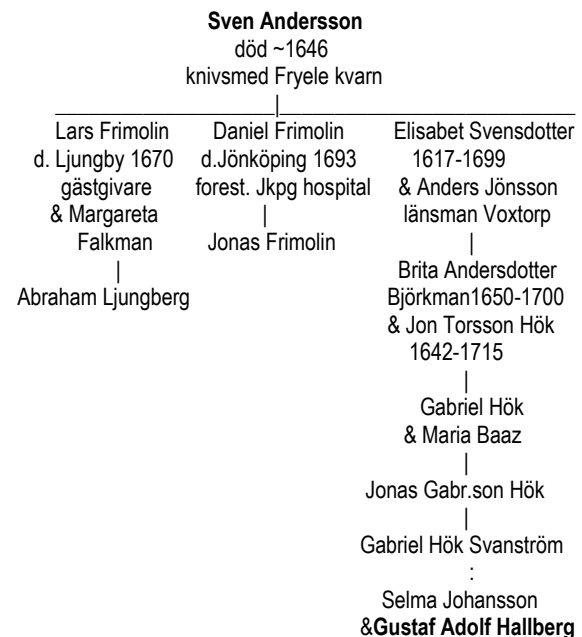 Sven Andersson
död ~1646
knivsmed Fryele kvarn
Lars Frimolin Daniel Frimolin Elisabet Svensdotter
d. Ljungby 1670 d.Jönköping 1693 1617-1699
gästgivare forest. Jkpg hospital & Anders Jönsson
& Margareta | länsman Voxtorp
Falkman Jonas Frimolin |
| Brita Andersdotter
Abraham Ljungberg Björkman1650-1700
& Jon Torsson Hök
1642-1715
|
Gabriel Hök
& Maria Baaz
|
Jonas Gabr.son Hök
|
Gabriel Hök Svanström
:
Selma Johansson
&Gustaf Adolf Hallberg